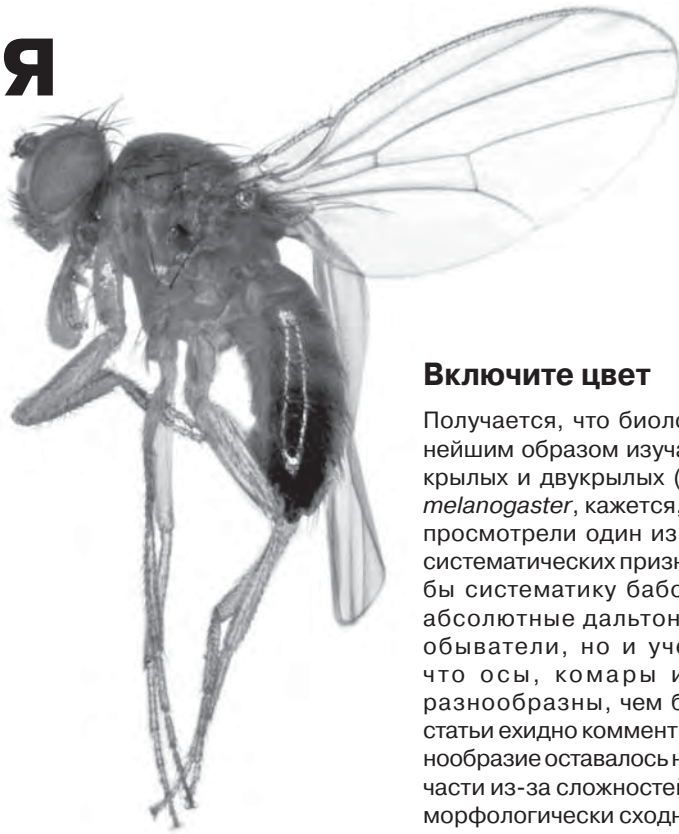 я
Включите цвет
Получается, что биоло
нейшим образом изуча
крылых и двукрылых (
melanogaster, кажется,
просмотрели один из
систематических призн
бы систематику бабо
абсолютные дальтон
обыватели, но и уче
что осы, комары и
разнообразны, чем б
статьи ехидно коммент
нообразие оставалось н
части из-за сложностей
морфологически сходн